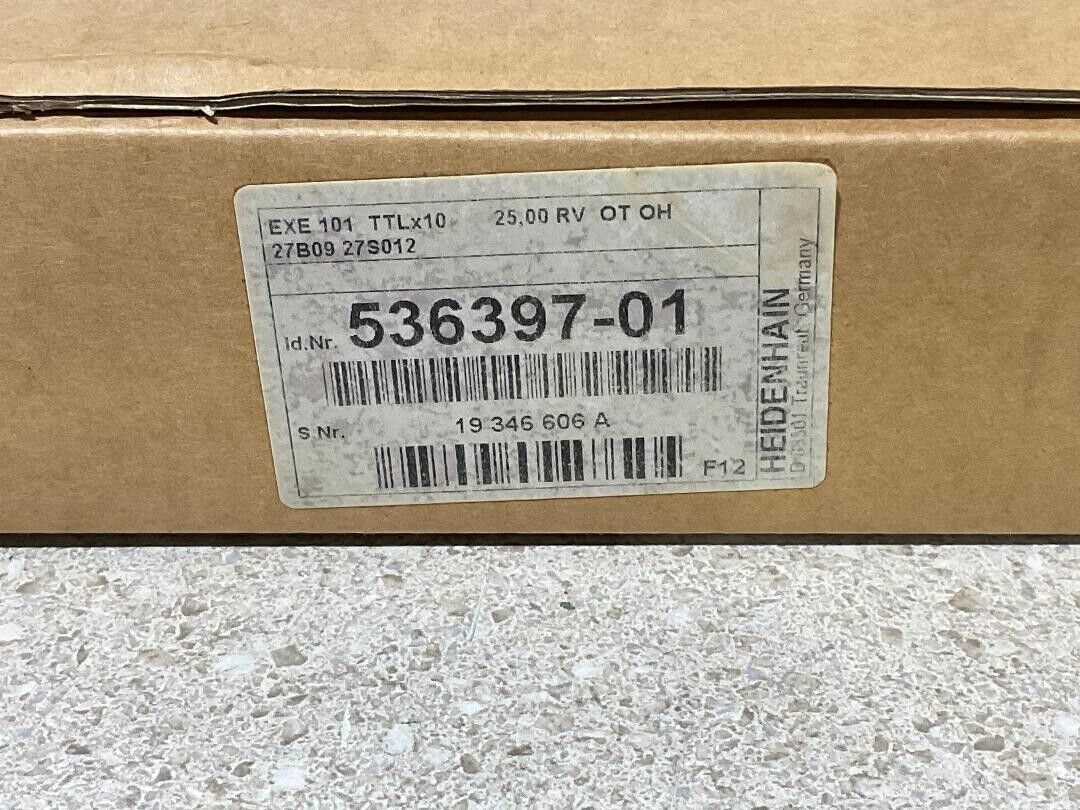 EXE 101 TTLx10 25,00 RV OT OH
27B09 27S012
Id.Nr. 536397-01
S.Nr. 19 346 606 A
F12
HEIDENHAIN
Traunreut, Germany